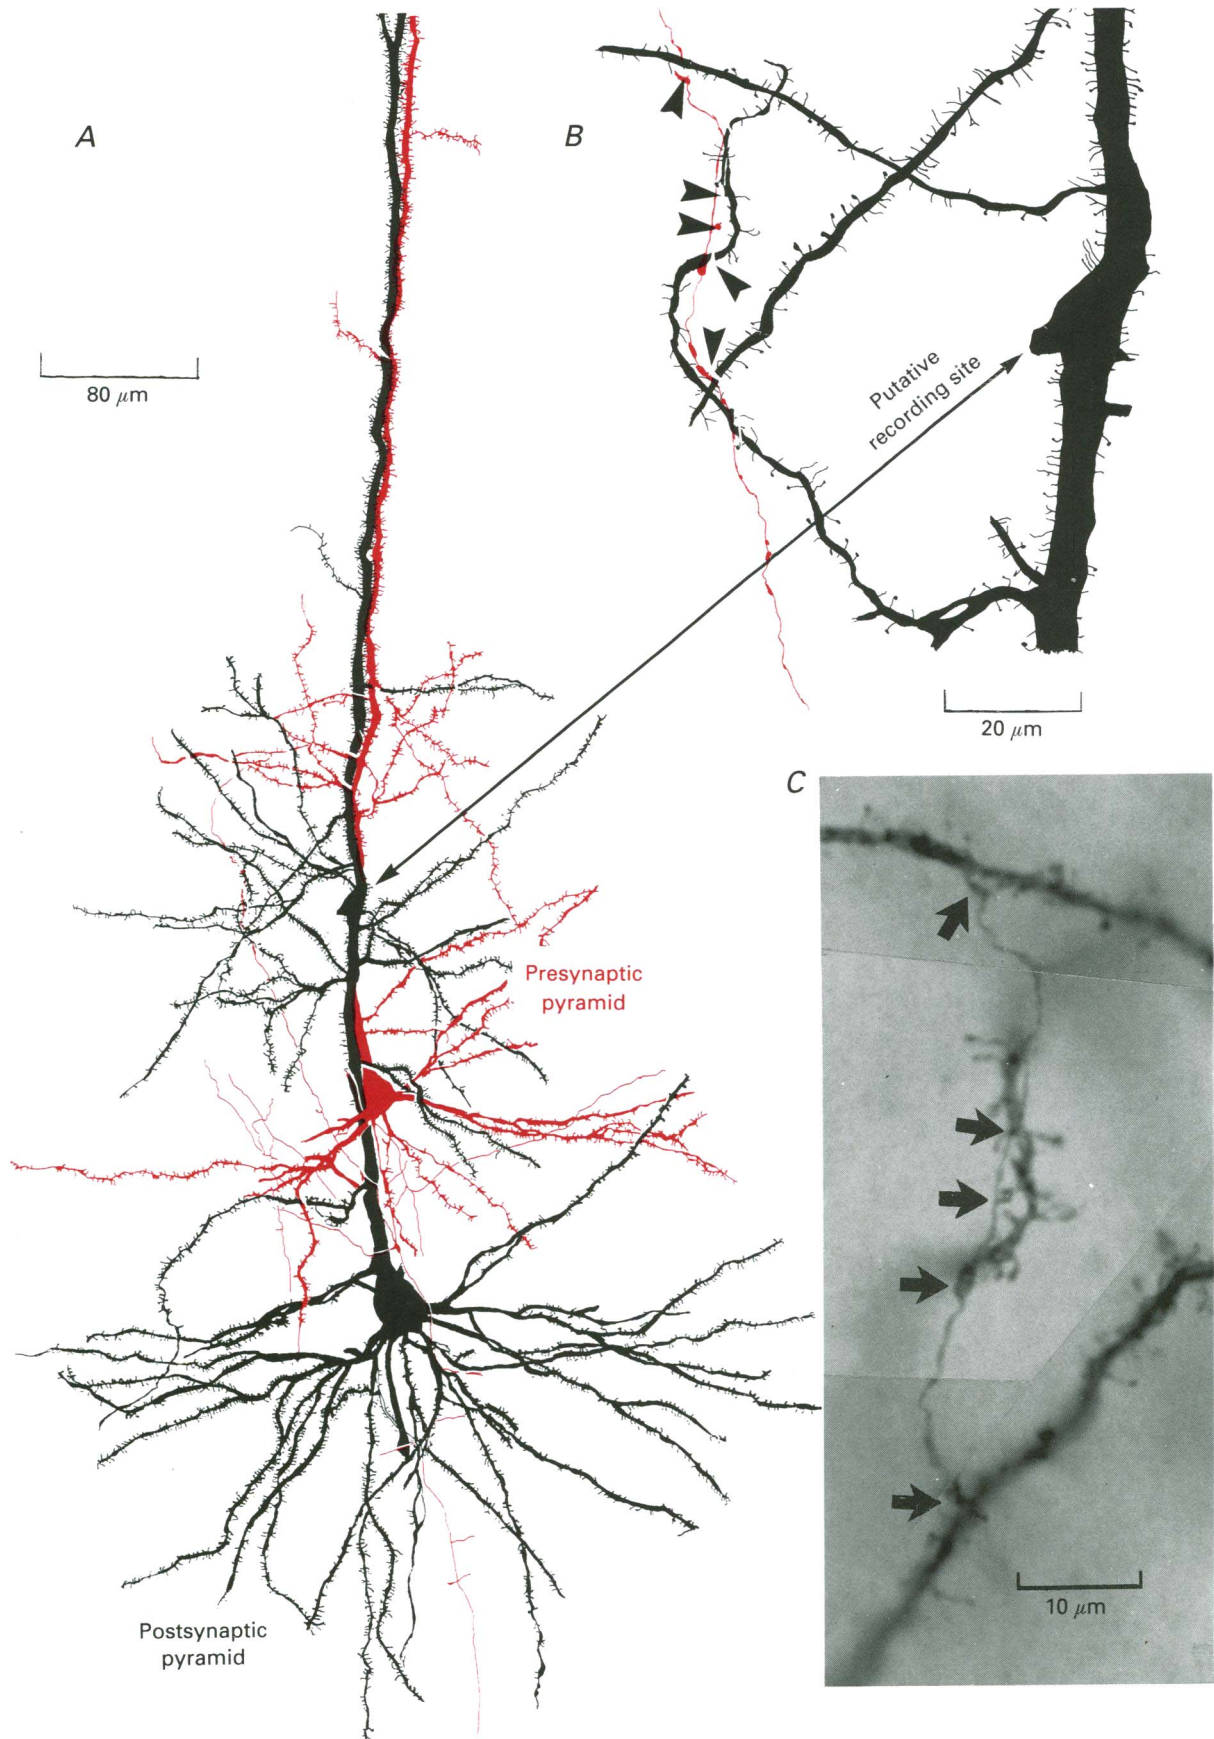 A
B
80 μm
Putative
recording site
20 μm
C
Presynaptic
pyramid
10 μm
Postsynaptic
pyramid